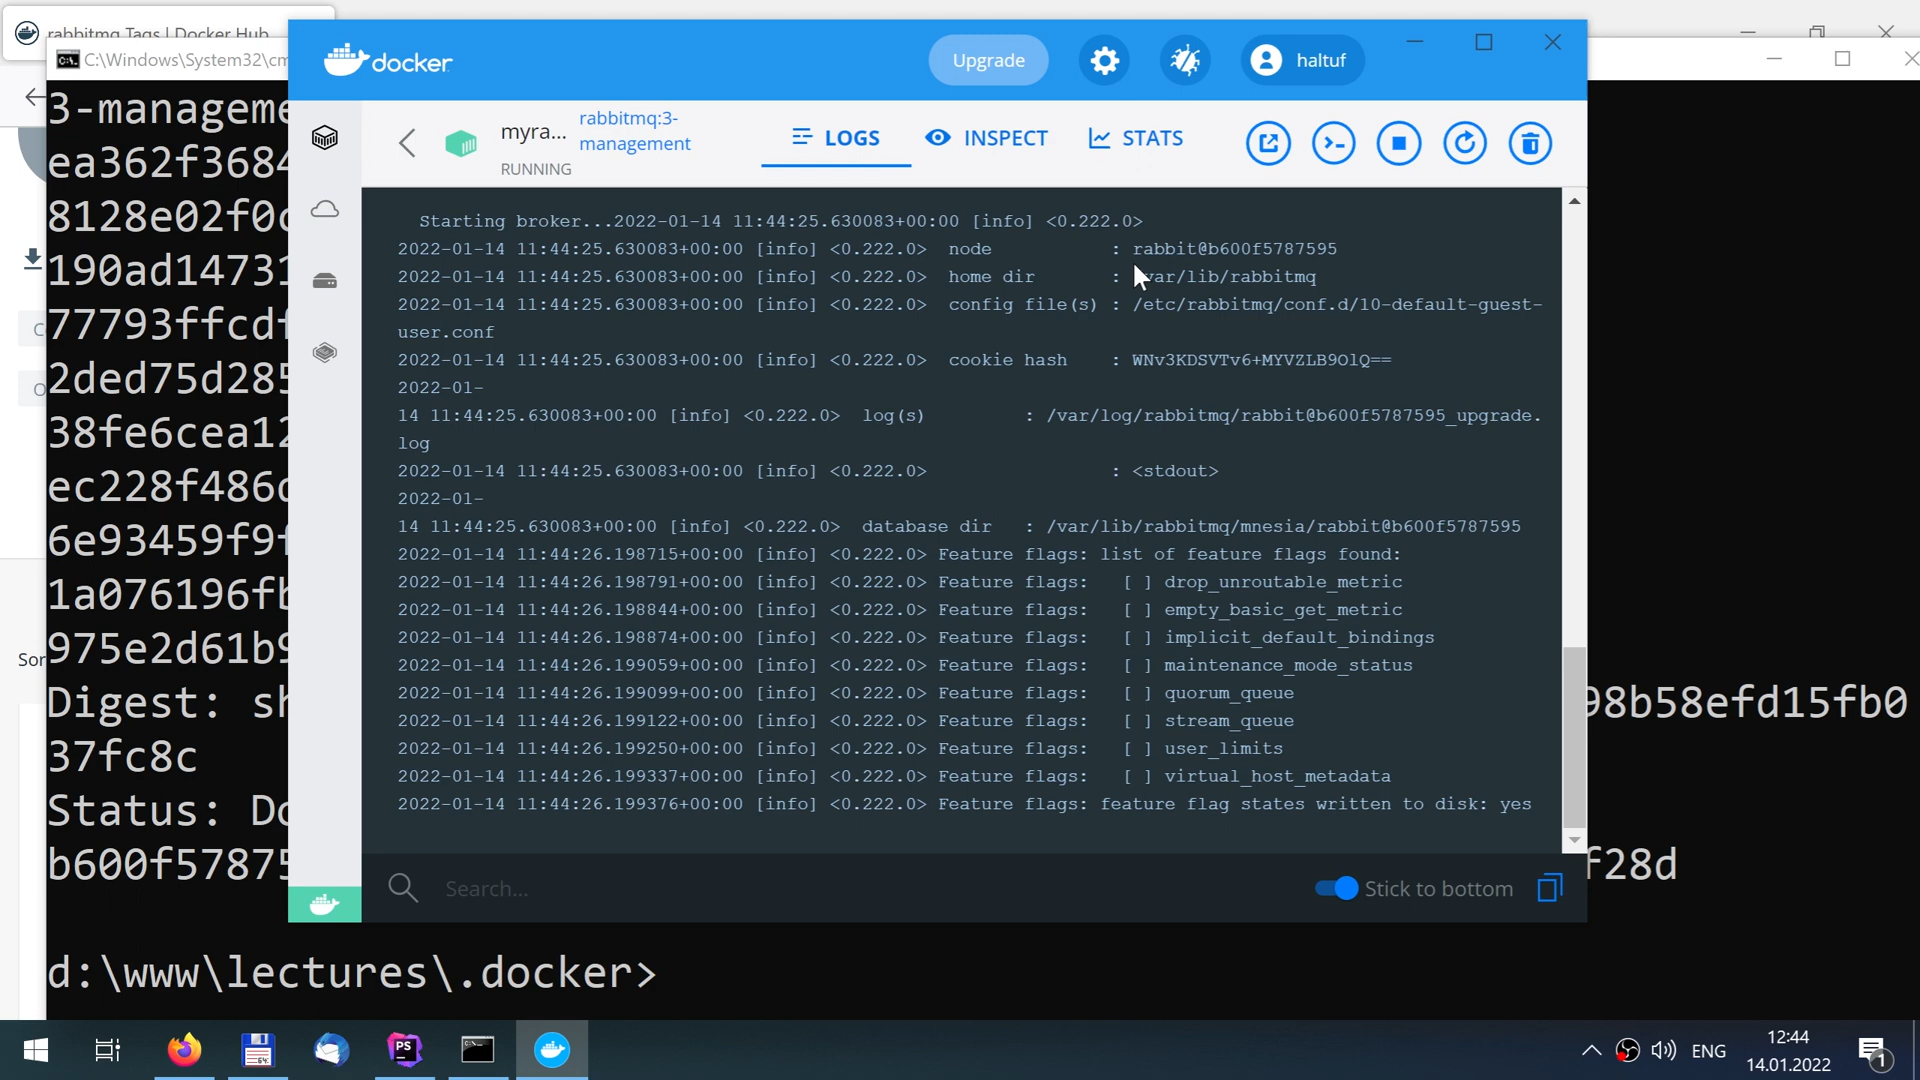 rabbitmq Tags | Docker Hub
C:\Windows\System32\cm
docker
Upgrade
haltuf
myra...
RUNNING
rabbitmq:3-
management
LOGS
INSPECT
STATS
Starting broker...2022-01-14 11:44:25.630083+00:00 [info] <0.222.0>
2022-01-14 11:44:25.630083+00:00 [info] <0.222.0>  node           : rabbit@b600f5787595
2022-01-14 11:44:25.630083+00:00 [info] <0.222.0>  home dir       : /var/lib/rabbitmq
2022-01-14 11:44:25.630083+00:00 [info] <0.222.0>  config file(s) : /etc/rabbitmq/conf.d/10-default-guest-
user.conf
2022-01-14 11:44:25.630083+00:00 [info] <0.222.0>  cookie hash    : WNv3KDSVTv6+MYVZLB9OlQ==
2022-01-
14 11:44:25.630083+00:00 [info] <0.222.0>  log(s)         : /var/log/rabbitmq/rabbit@b600f5787595_upgrade.
log
2022-01-14 11:44:25.630083+00:00 [info] <0.222.0>                 : <stdout>
2022-01-
14 11:44:25.630083+00:00 [info] <0.222.0>  database dir   : /var/lib/rabbitmq/mnesia/rabbit@b600f5787595
2022-01-14 11:44:26.198715+00:00 [info] <0.222.0> Feature flags: list of feature flags found:
2022-01-14 11:44:26.198791+00:00 [info] <0.222.0> Feature flags:   [ ] drop_unroutable_metric
2022-01-14 11:44:26.198844+00:00 [info] <0.222.0> Feature flags:   [ ] empty_basic_get_metric
2022-01-14 11:44:26.198874+00:00 [info] <0.222.0> Feature flags:   [ ] implicit_default_bindings
2022-01-14 11:44:26.199059+00:00 [info] <0.222.0> Feature flags:   [ ] maintenance_mode_status
2022-01-14 11:44:26.199099+00:00 [info] <0.222.0> Feature flags:   [ ] quorum_queue
2022-01-14 11:44:26.199122+00:00 [info] <0.222.0> Feature flags:   [ ] stream_queue
2022-01-14 11:44:26.199250+00:00 [info] <0.222.0> Feature flags:   [ ] user_limits
2022-01-14 11:44:26.199337+00:00 [info] <0.222.0> Feature flags:   [ ] virtual_host_metadata
2022-01-14 11:44:26.199376+00:00 [info] <0.222.0> Feature flags: feature flag states written to disk: yes
Search...
Stick to bottom
3-manageme
ea362f3684
8128e02f0c
190ad14731
77793ffcdf
2ded75d285
38fe6cea12
ec228f486c
6e93459f9f
1a076196fb
975e2d61b9
Digest: sh
98b58efd15fb0
37fc8c
Status: Do
b600f57875
f28d
d:\www\lectures\.docker>
C
O
Sor
PS
64
ENG
12:44
14.01.2022
1